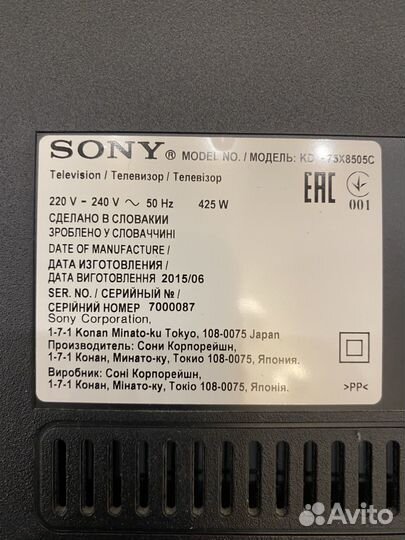 SONY® MODEL NO. / МОДЕЛЬ: KD-75X8505C
Television / Телевизор / Телевізор
220 V - 240 V ~ 50 Hz 425 W
EAC
001
СДЕЛАНО В СЛОВАКИИ
ЗРОБЛЕНО У СЛОВАЧЧИНІ
DATE OF MANUFACTURE /
ДАТА ИЗГОТОВЛЕНИЯ /
ДАТА ВИГОТОВЛЕННЯ 2015/06
SER. NO. / СЕРИЙНЫЙ № /
СЕРІЙНИЙ НОМЕР 7000087
Sony Corporation,
1-7-1 Konan Minato-ku Tokyo, 108-0075 Japan
Производитель: Сони Корпорейшн,
1-7-1 Конан, Минато-ку, Токио 108-0075, Япония.
Виробник: Соні Корпорейшн,
1-7-1 Конан, Мінато-ку, Токіо 108-0075, Японія.
>PP<
Avito